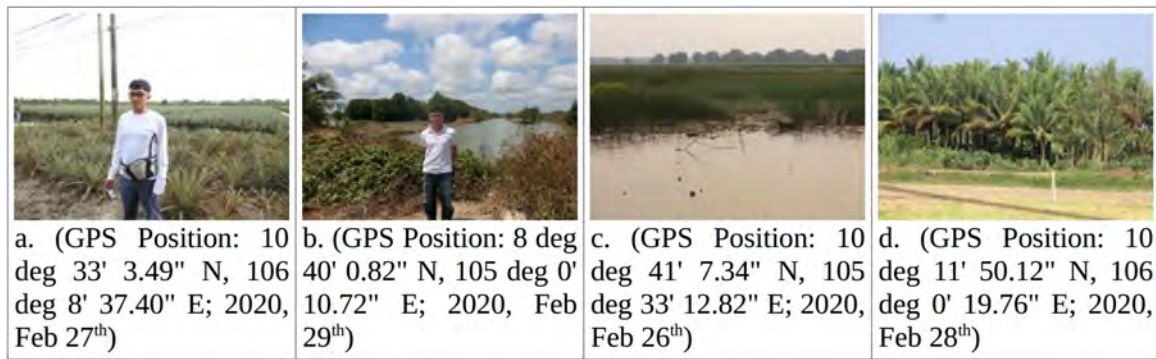 a. (GPS Position: 10
deg 33' 3.49" N, 106
deg 8' 37.40" E; 2020,
Feb 27th)
b. (GPS Position: 8 deg
40' 0.82" N, 105 deg 0'
10.72" E; 2020, Feb
29th)
c. (GPS Position: 10
deg 41' 7.34" N, 105
deg 33' 12.82" E; 2020,
Feb 26th)
d. (GPS Position: 10
deg 11' 50.12" N, 106
deg 0' 19.76" E; 2020,
Feb 28th)